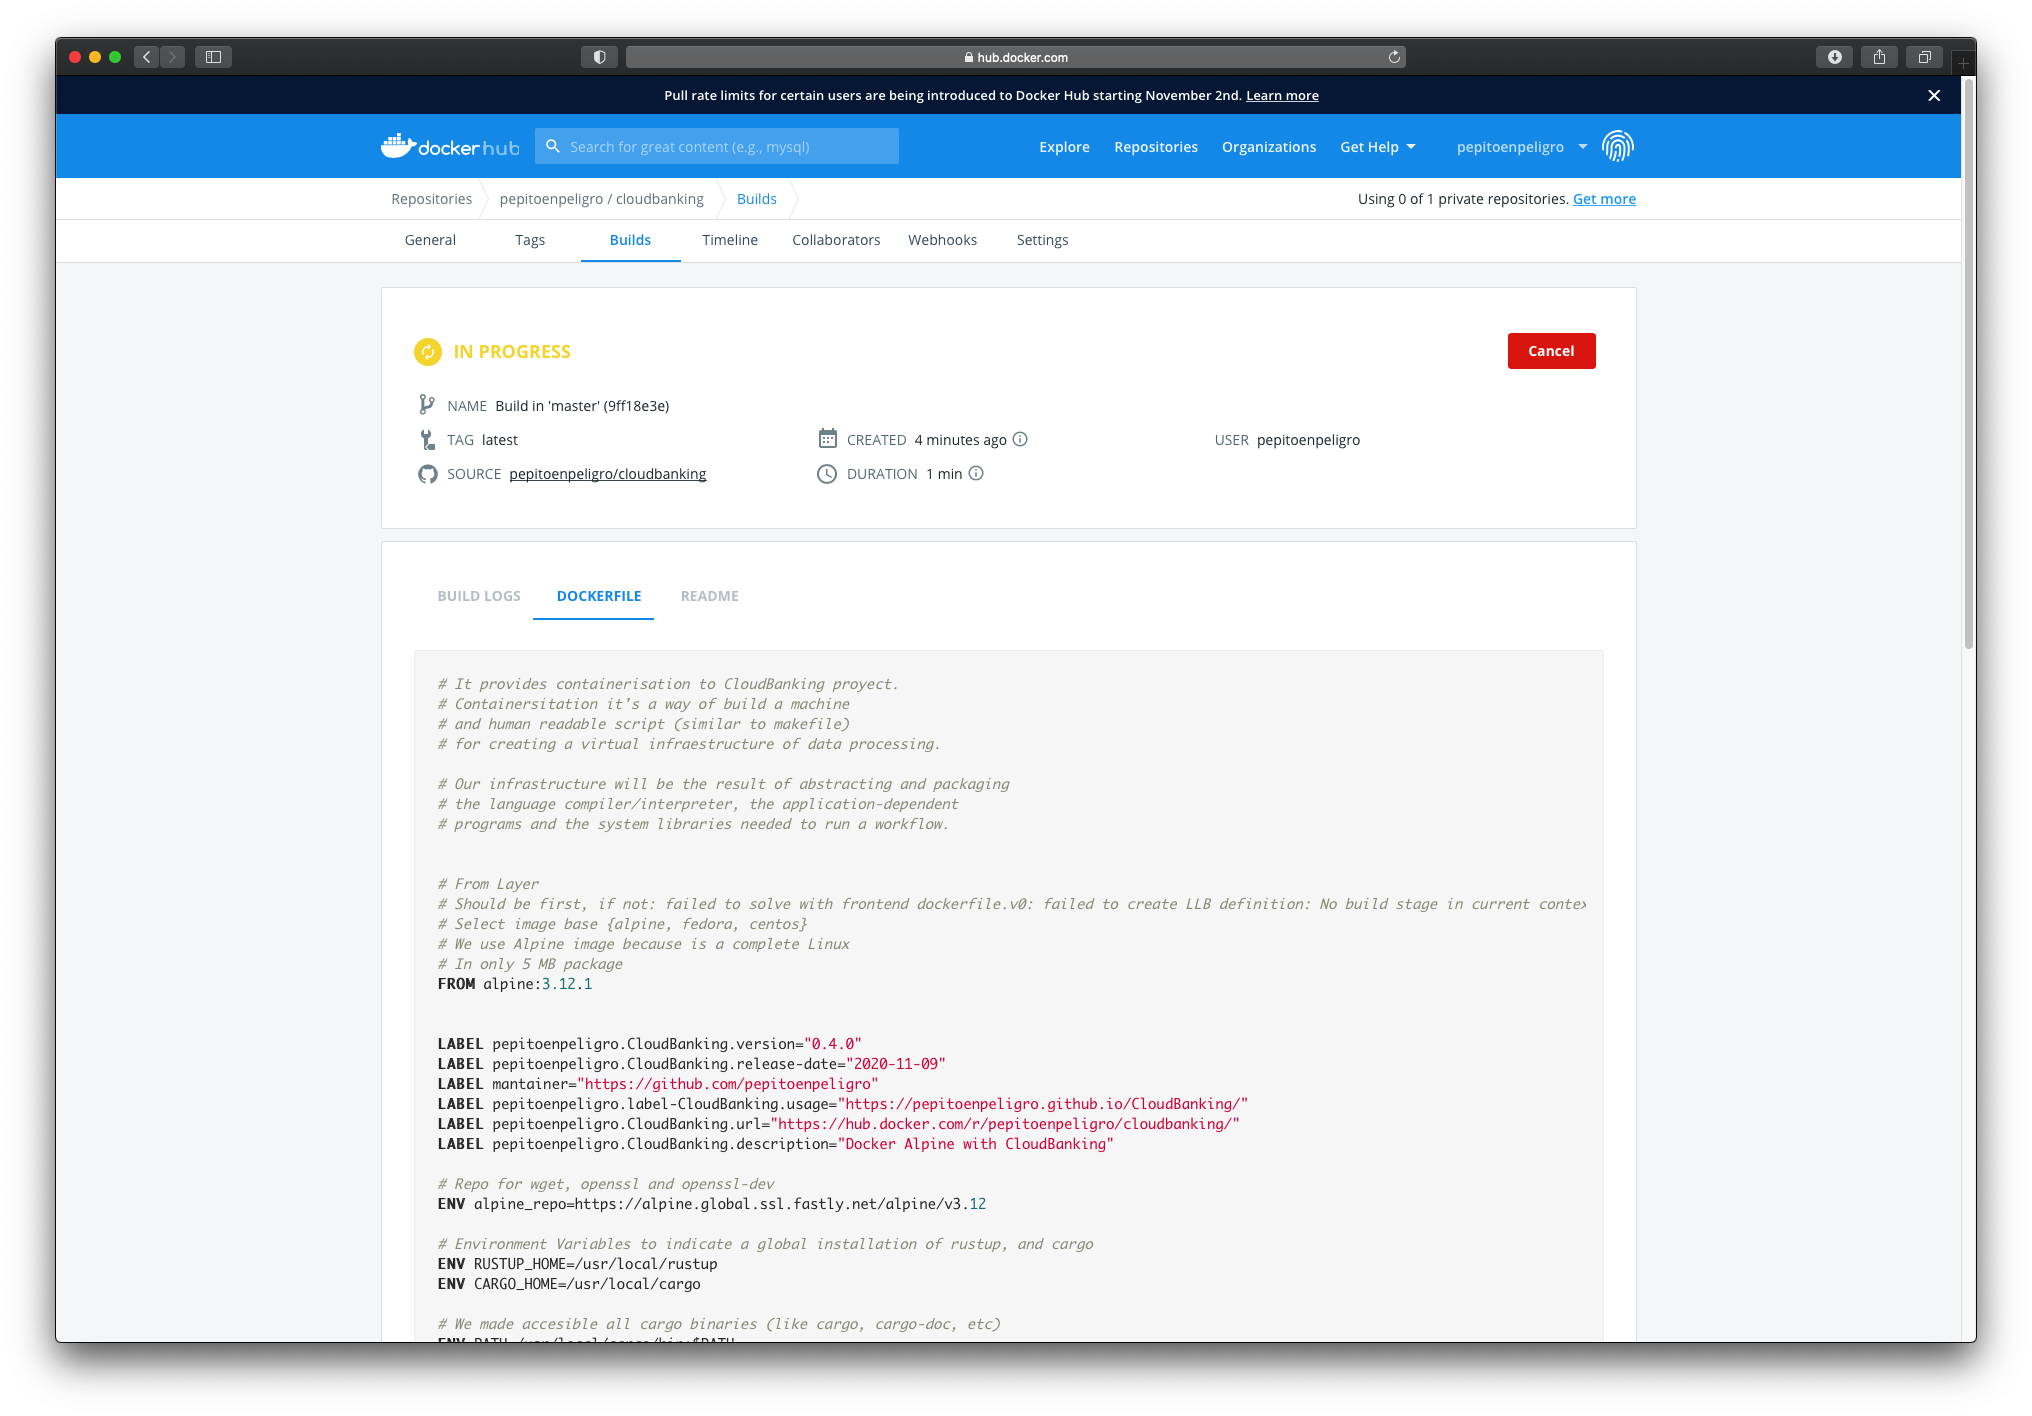 hub.docker.com
Pull rate limits for certain users are being introduced to Docker Hub starting November 2nd. Learn more
docker hub
Search for great content (e.g., mysql)
Explore Repositories Organizations Get Help pepitoenpeligro
Repositories pepitoenpeligro / cloudbanking Builds
Using 0 of 1 private repositories. Get more
General Tags Builds Timeline Collaborators Webhooks Settings
IN PROGRESS
Cancel
NAME Build in 'master' (9ff18e3e)
TAG latest CREATED 4 minutes ago USER pepitoenpeligro
SOURCE pepitoenpeligro/cloudbanking DURATION 1 min
BUILD LOGS DOCKERFILE README
# It provides containerisation to CloudBanking proyect.
# Containersitation it's a way of build a machine
# and human readable script (similar to makefile)
# for creating a virtual infraestructure of data processing.
# Our infrastructure will be the result of abstracting and packaging
# the language compiler/interpreter, the application-dependent
# programs and the system libraries needed to run a workflow.
# From Layer
# Should be first, if not: failed to solve with frontend dockerfile.v0: failed to create LLB definition: No build stage in current contex
# Select image base {alpine, fedora, centos}
# We use Alpine image because is a complete Linux
# In only 5 MB package
FROM alpine:3.12.1
LABEL pepitoenpeligro.CloudBanking.version="0.4.0"
LABEL pepitoenpeligro.CloudBanking.release-date="2020-11-09"
LABEL mantainer="https://github.com/pepitoenpeligro"
LABEL pepitoenpeligro.label-CloudBanking.usage="https://pepitoenpeligro.github.io/CloudBanking/"
LABEL pepitoenpeligro.CloudBanking.url="https://hub.docker.com/r/pepitoenpeligro/cloudbanking/"
LABEL pepitoenpeligro.CloudBanking.description="Docker Alpine with CloudBanking"
# Repo for wget, openssl and openssl-dev
ENV alpine_repo=https://alpine.global.ssl.fastly.net/alpine/v3.12
# Environment Variables to indicate a global installation of rustup, and cargo
ENV RUSTUP_HOME=/usr/local/rustup
ENV CARGO_HOME=/usr/local/cargo
# We made accesible all cargo binaries (like cargo, cargo-doc, etc)
ENV PATH=/usr/local/cargo/bin:$PATH